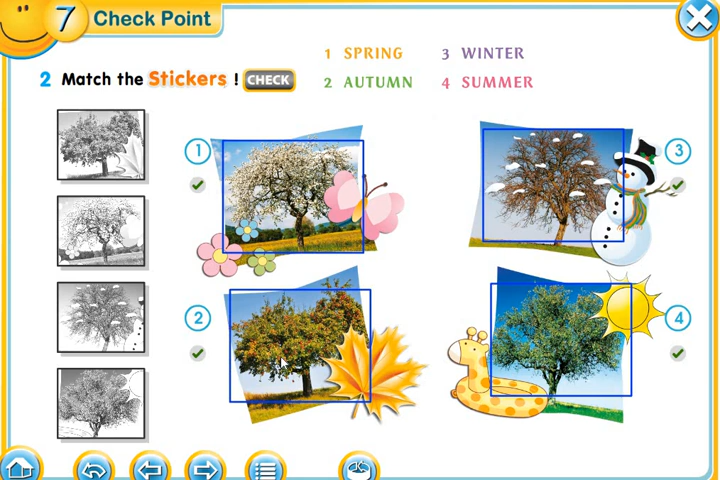 7 Check Point
2 Match the Stickers ! CHECK
1 SPRING 3 WINTER
2 AUTUMN 4 SUMMER
1
3
2
4